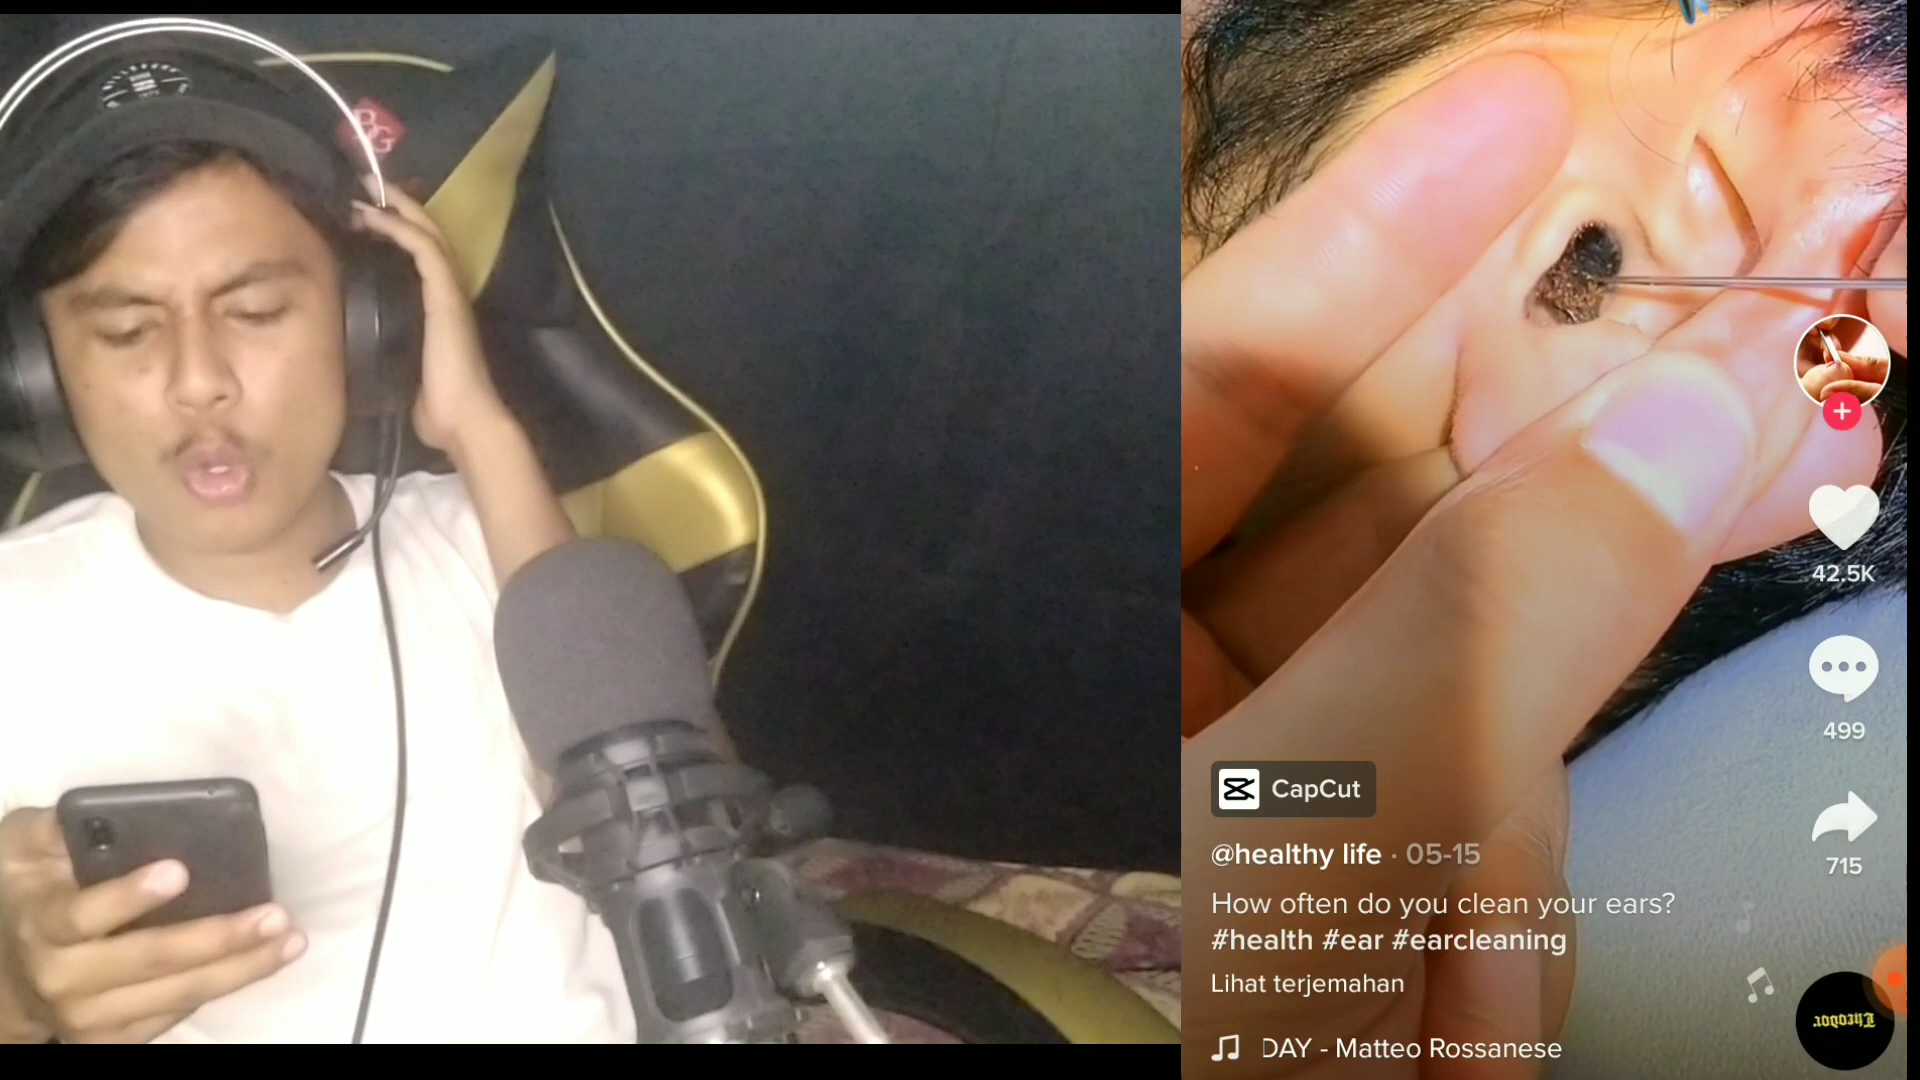 BG
42.5K
499
715
CapCut
@healthy life · 05-15
How often do you clean your ears?
#health #ear #earcleaning
Lihat terjemahan
DAY - Matteo Rossanese